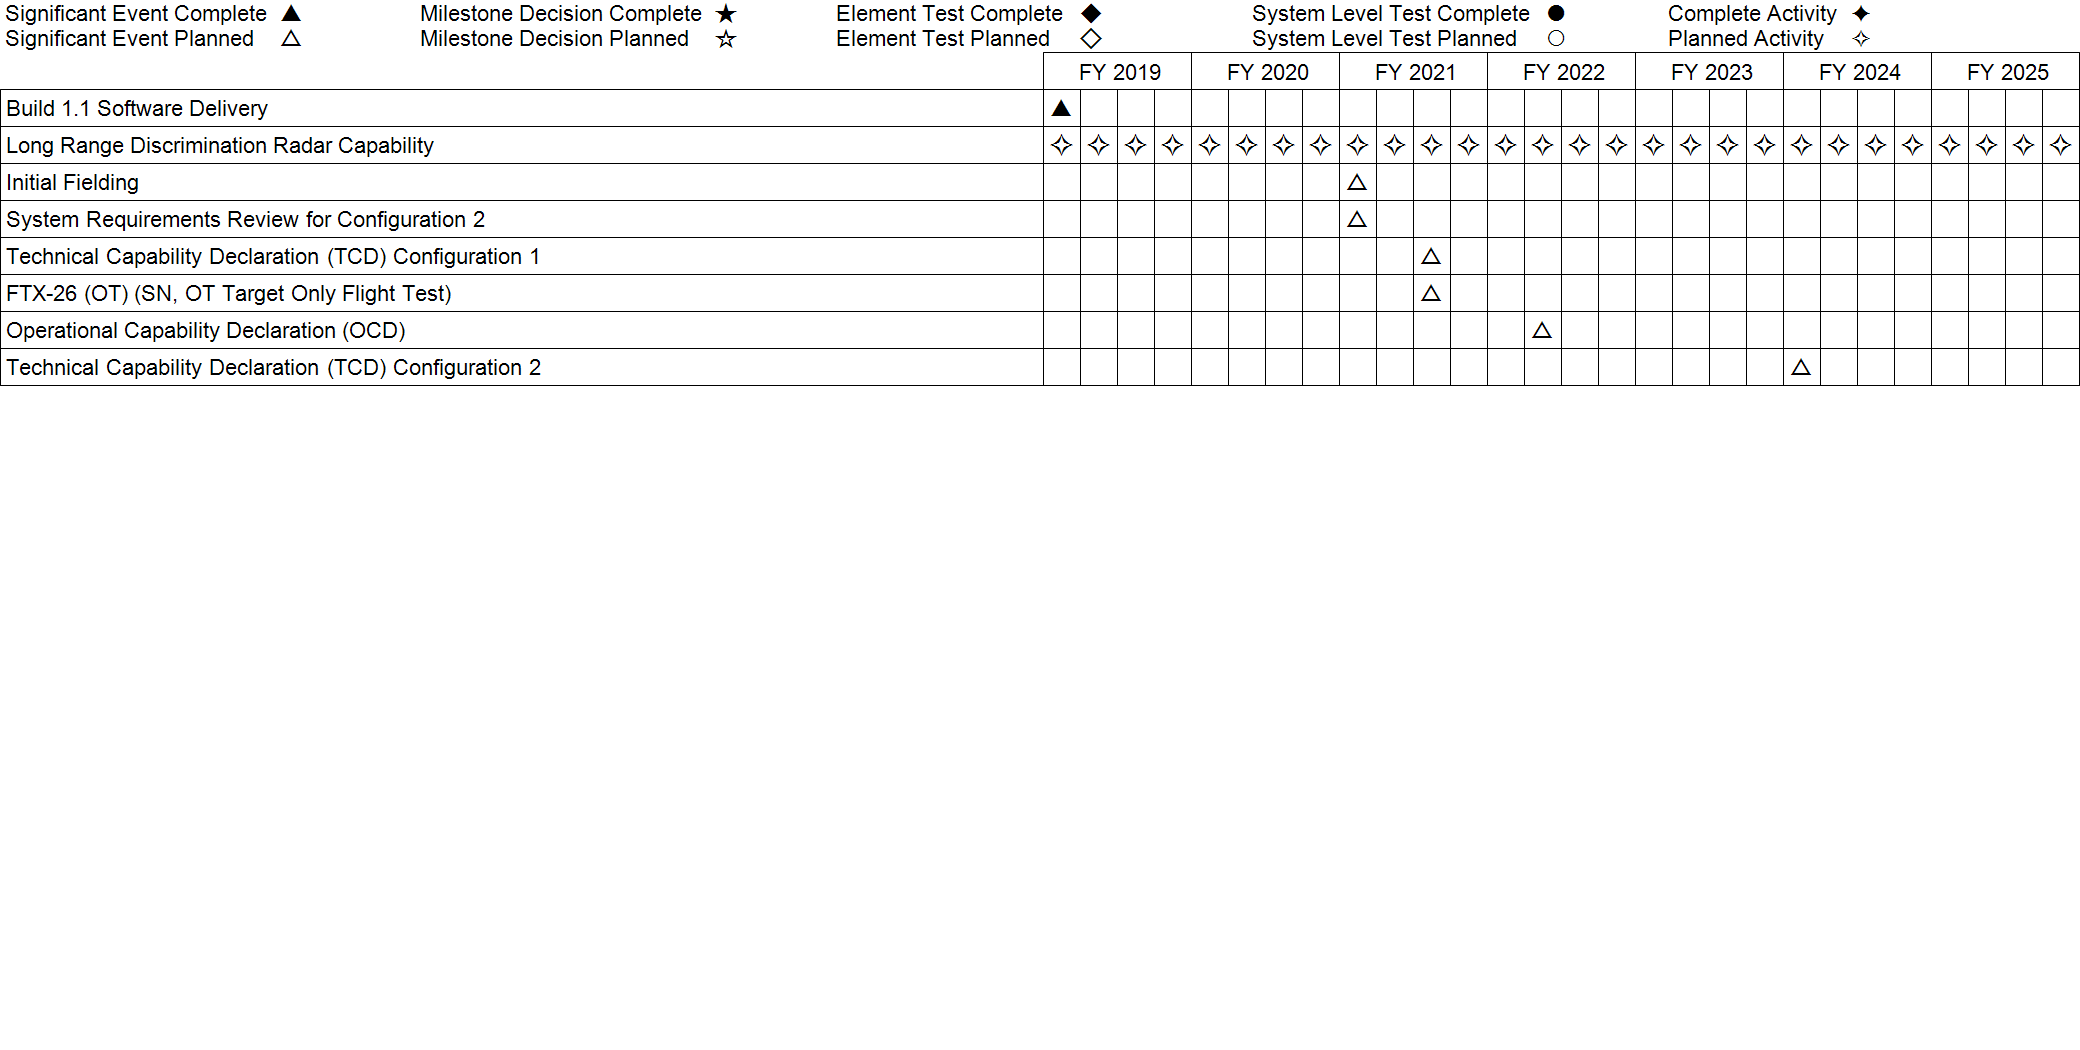 Significant Event Complete ▲ Milestone Decision Complete ★ Element Test Complete ◆ System Level Test Complete ● Complete Activity ✦
Significant Event Planned △ Milestone Decision Planned ☆ Element Test Planned ◇ System Level Test Planned ○ Planned Activity ✧
FY 2019 FY 2020 FY 2021 FY 2022 FY 2023 FY 2024 FY 2025
Build 1.1 Software Delivery ▲
Long Range Discrimination Radar Capability ✧ ✧ ✧ ✧ ✧ ✧ ✧ ✧ ✧ ✧ ✧ ✧ ✧ ✧ ✧ ✧ ✧ ✧ ✧ ✧ ✧ ✧ ✧ ✧ ✧ ✧ ✧ ✧
Initial Fielding △
System Requirements Review for Configuration 2 △
Technical Capability Declaration (TCD) Configuration 1 △
FTX-26 (OT) (SN, OT Target Only Flight Test) △
Operational Capability Declaration (OCD) △
Technical Capability Declaration (TCD) Configuration 2 △